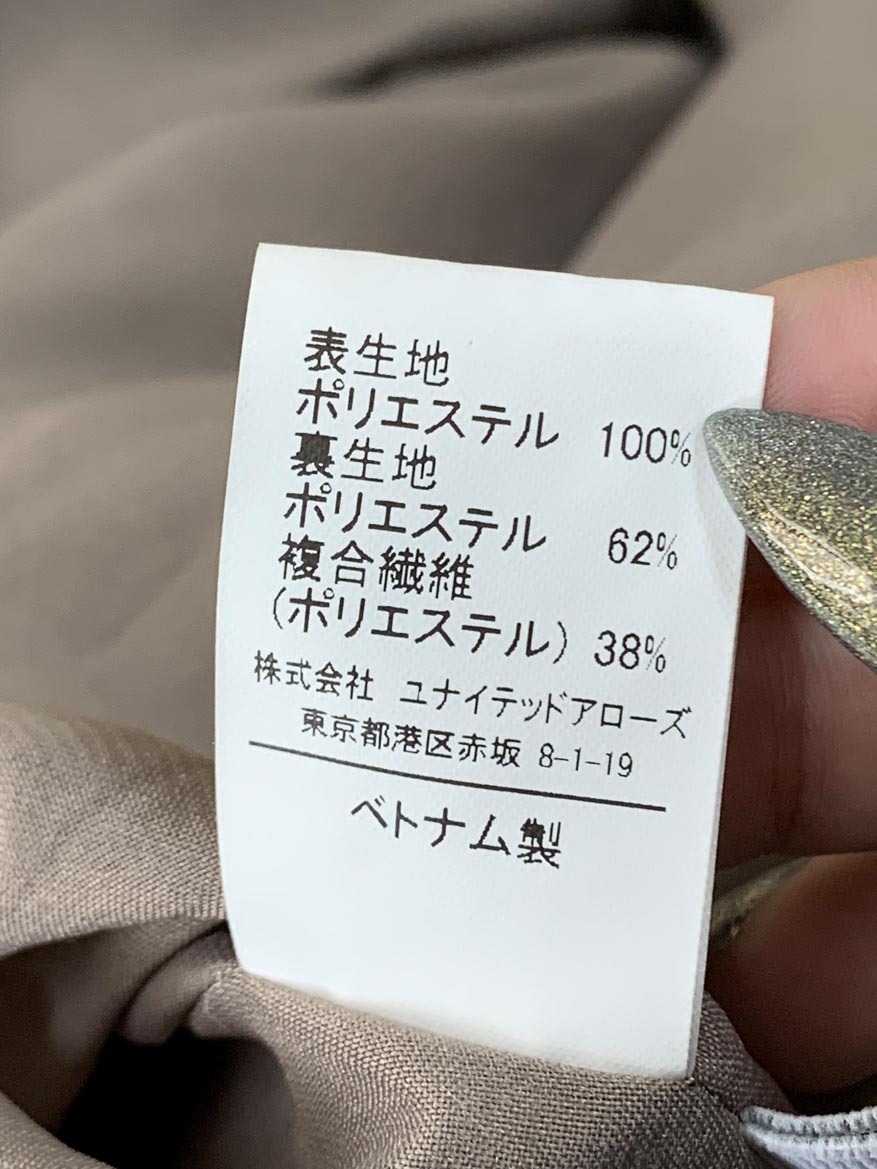 表生地
ポリエステル 100%
裏生地
ポリエステル 62%
複合繊維
(ポリエステル) 38%
株式会社 ユナイテッドアローズ
東京都港区赤坂 8-1-19
ベトナム製